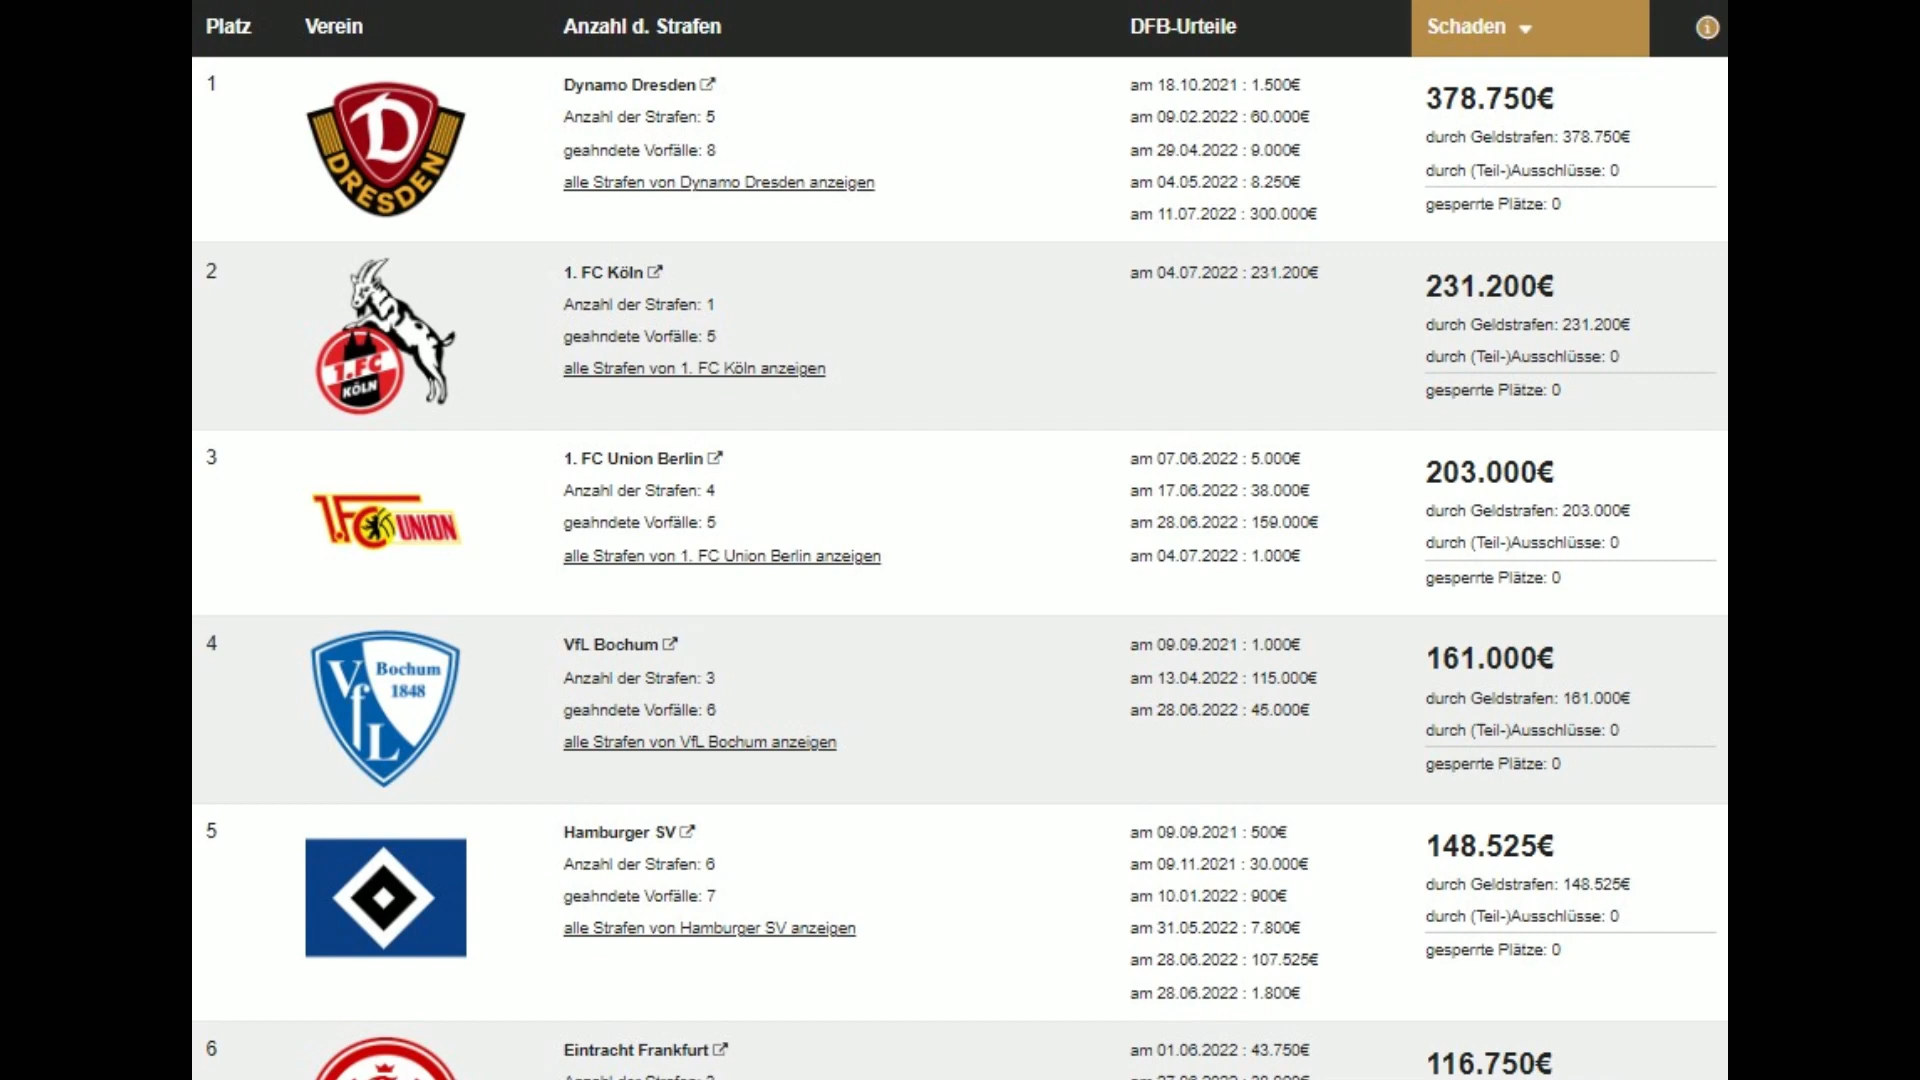 Platz Verein Anzahl d. Strafen DFB-Urteile Schaden
1
DRESDEN
D
Dynamo Dresden
Anzahl der Strafen: 5
geahndete Vorfälle: 8
alle Strafen von Dynamo Dresden anzeigen
am 18.10.2021 : 1.500€
am 09.02.2022 : 60.000€
am 29.04.2022 : 9.000€
am 04.05.2022 : 8.250€
am 11.07.2022 : 300.000€
378.750€
durch Geldstrafen: 378.750€
durch (Teil-)Ausschlüsse: 0
gesperrte Plätze: 0
2
1.FC
KÖLN
1. FC Köln
Anzahl der Strafen: 1
geahndete Vorfälle: 5
alle Strafen von 1. FC Köln anzeigen
am 04.07.2022 : 231.200€
231.200€
durch Geldstrafen: 231.200€
durch (Teil-)Ausschlüsse: 0
gesperrte Plätze: 0
3
1.FC UNION
1. FC Union Berlin
Anzahl der Strafen: 4
geahndete Vorfälle: 5
alle Strafen von 1. FC Union Berlin anzeigen
am 07.06.2022 : 5.000€
am 17.06.2022 : 38.000€
am 28.06.2022 : 159.000€
am 04.07.2022 : 1.000€
203.000€
durch Geldstrafen: 203.000€
durch (Teil-)Ausschlüsse: 0
gesperrte Plätze: 0
4
VfL
Bochum
1848
VfL Bochum
Anzahl der Strafen: 3
geahndete Vorfälle: 6
alle Strafen von VfL Bochum anzeigen
am 09.09.2021 : 1.000€
am 13.04.2022 : 115.000€
am 28.06.2022 : 45.000€
161.000€
durch Geldstrafen: 161.000€
durch (Teil-)Ausschlüsse: 0
gesperrte Plätze: 0
5
Hamburger SV
Anzahl der Strafen: 6
geahndete Vorfälle: 7
alle Strafen von Hamburger SV anzeigen
am 09.09.2021 : 500€
am 09.11.2021 : 30.000€
am 10.01.2022 : 900€
am 31.05.2022 : 7.800€
am 28.06.2022 : 107.525€
am 28.06.2022 : 1.800€
148.525€
durch Geldstrafen: 148.525€
durch (Teil-)Ausschlüsse: 0
gesperrte Plätze: 0
6
Eintracht Frankfurt
am 01.06.2022 : 43.750€
116.750€